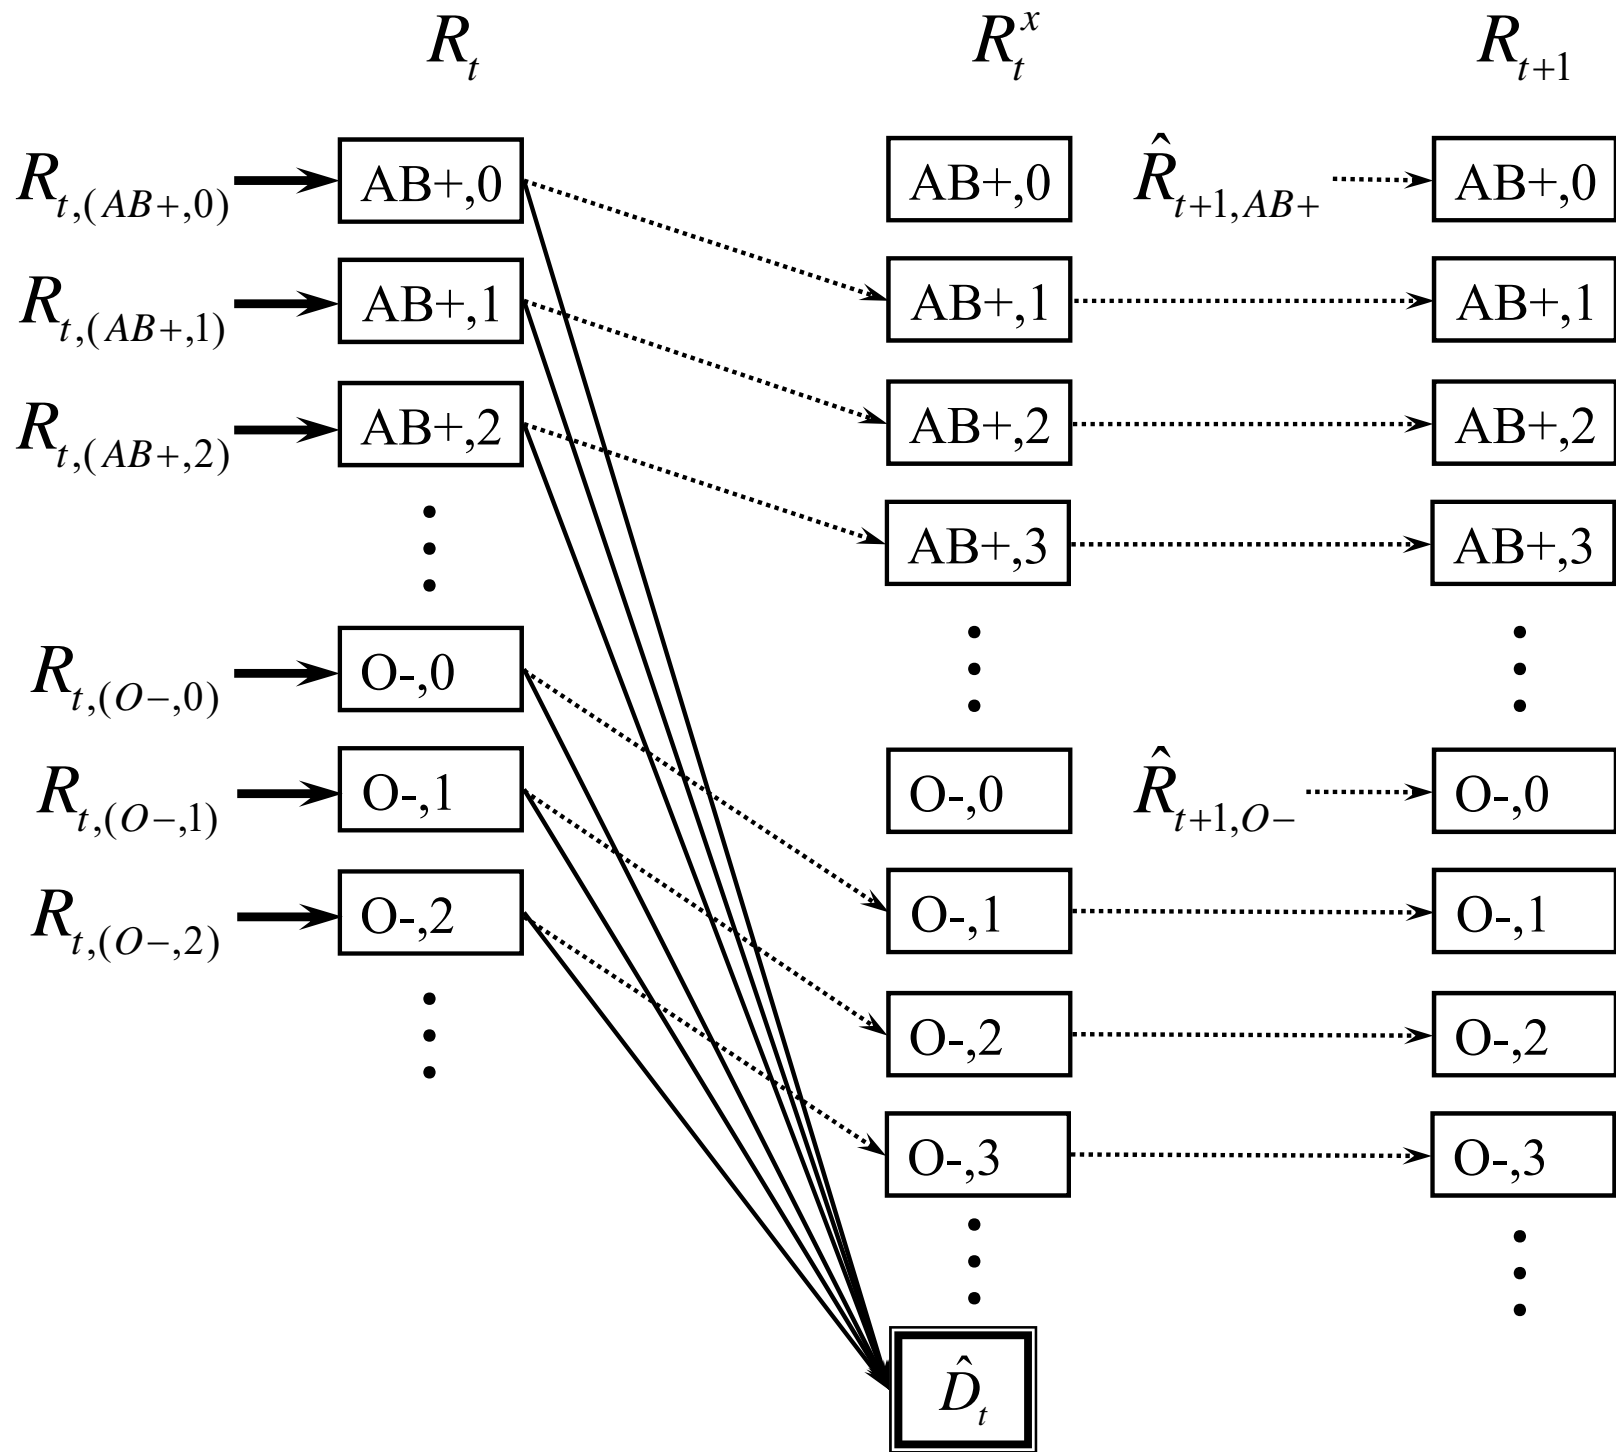 R_t R_t^x R_{t+1}
R_{t,(AB+,0)} AB+,0 AB+,0 R̂_{t+1,AB+} AB+,0
R_{t,(AB+,1)} AB+,1 AB+,1 AB+,1
R_{t,(AB+,2)} AB+,2 AB+,2 AB+,2
AB+,3 AB+,3
R_{t,(O−,0)} O-,0
R_{t,(O−,1)} O-,1 O-,0 R̂_{t+1,O−} O-,0
R_{t,(O−,2)} O-,2 O-,1 O-,1
O-,2 O-,2
O-,3 O-,3
D̂_t